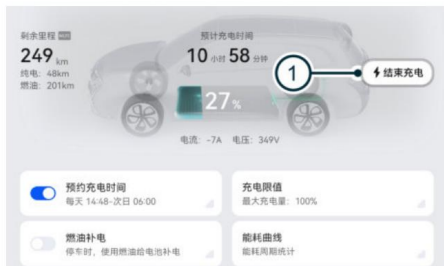 剩余里程
预计充电时间
249 km
10 小时 58 分钟
纯电: 48km
燃油: 201km
1
结束充电
27%
电流: -7A 电压: 349V
预约充电时间
每天 14:48-次日 06:00
充电限值
最大充电量: 100%
燃油补电
停车时，使用燃油给电池补电
能耗曲线
能耗周期统计